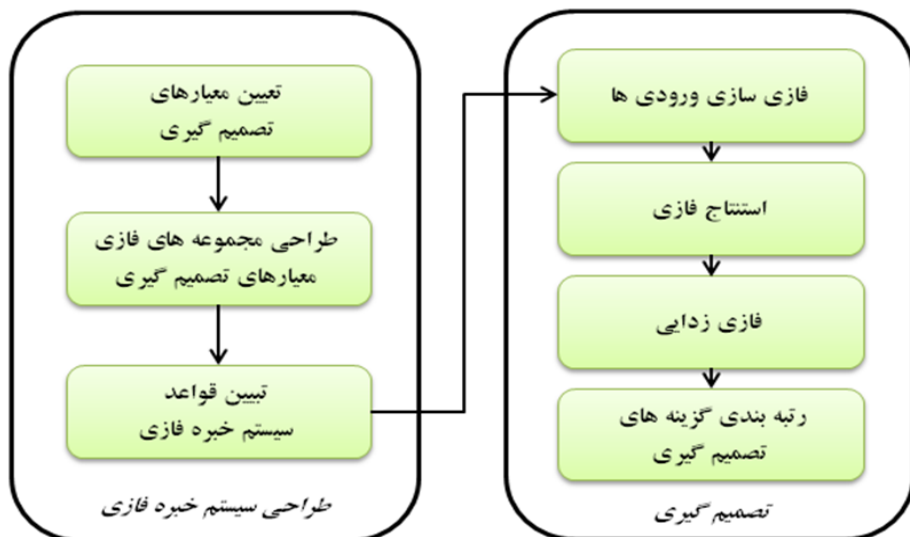 تعیین معیارهای
تصمیم گیری
طراحی مجموعه های فازی
معیارهای تصمیم گیری
تبیین قواعد
سیستم خبره فازی
طراحی سیستم خبره فازی
فازی سازی ورودی ها
استنتاج فازی
فازی زدایی
رتبه بندی گزینه های
تصمیم گیری
تصمیم گیری